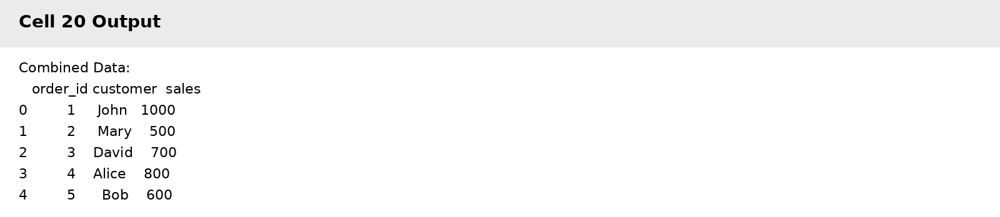 Cell 20 Output
Combined Data:
   order_id customer  sales
0         1     John   1000
1         2     Mary    500
2         3    David    700
3         4    Alice    800
4         5      Bob    600